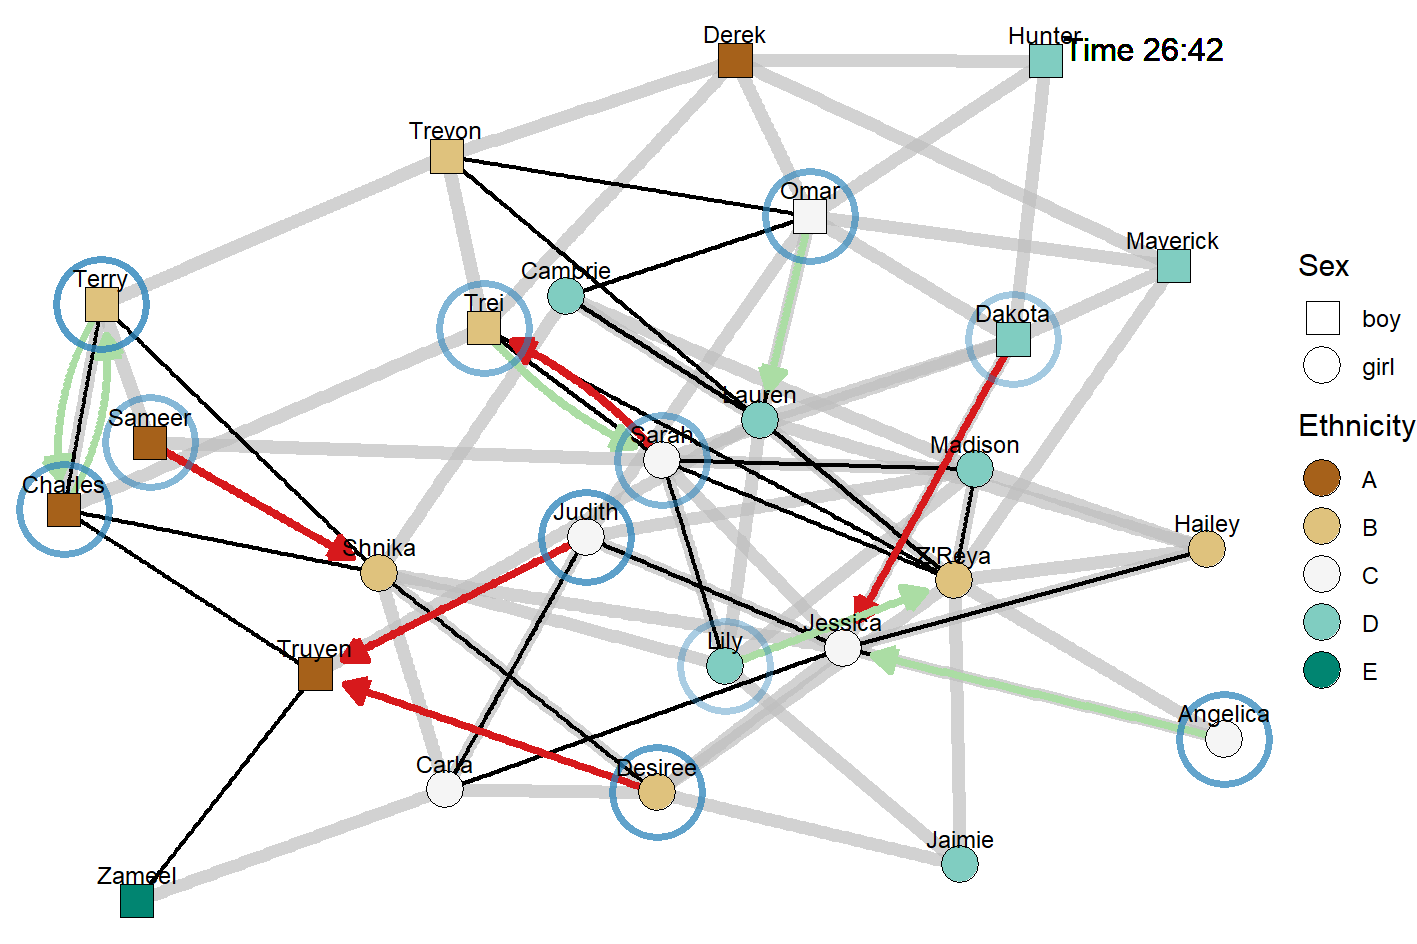 Derek
Hunter
Time 26:42
Trevon
Omar
Maverick
Cambrie
Terry
Trei
Dakota
Lauren
Sameer
Sarah
Madison
Charles
Judith
Hailey
Shnika
Z'Reya
Jessica
Lily
Truyen
Angelica
Carla
Desiree
Jaimie
Zameel
Sex
boy
girl
Ethnicity
A
B
C
D
E